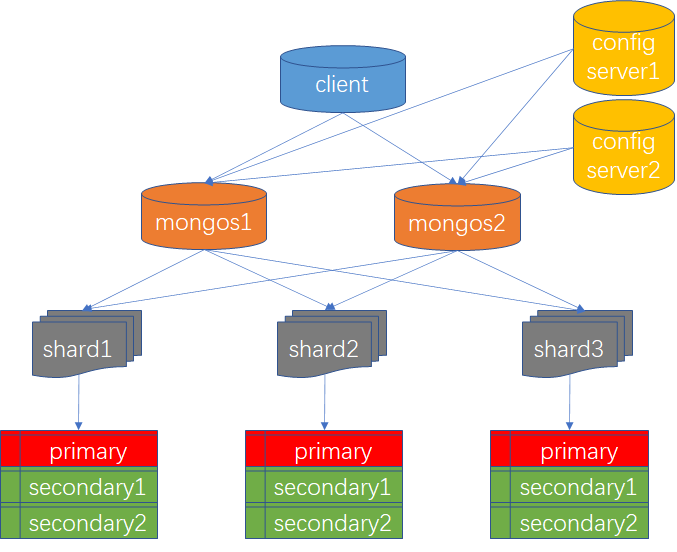 config
server1
client
config
server2
mongos1
mongos2
shard1
shard2
shard3
primary
secondary1
secondary2
primary
secondary1
secondary2
primary
secondary1
secondary2